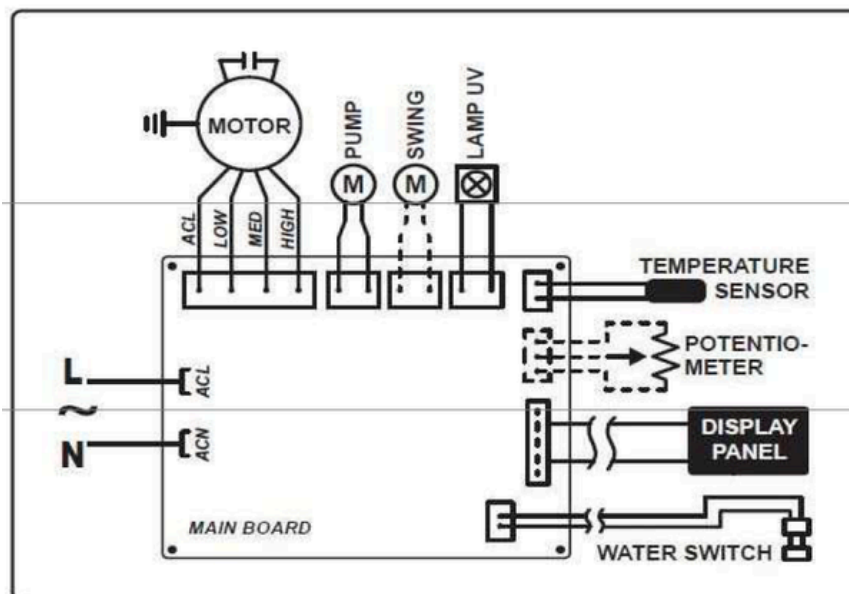 MOTOR
PUMP
SWING
LAMP UV
M
M
ACL
LOW
MED
HIGH
TEMPERATURE
SENSOR
POTENTIO-
METER
L
ACL
~
N
ACN
DISPLAY
PANEL
MAIN BOARD
WATER SWITCH